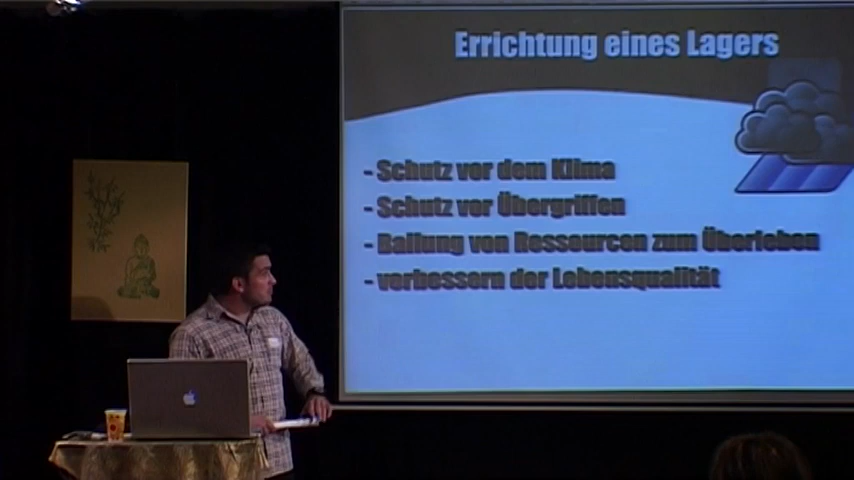 Errichtung eines Lagers
- Schutz vor dem Klima
- Schutz vor Übergriffen
- Ballung von Ressourcen zum Überleben
- verbessern der Lebensqualität